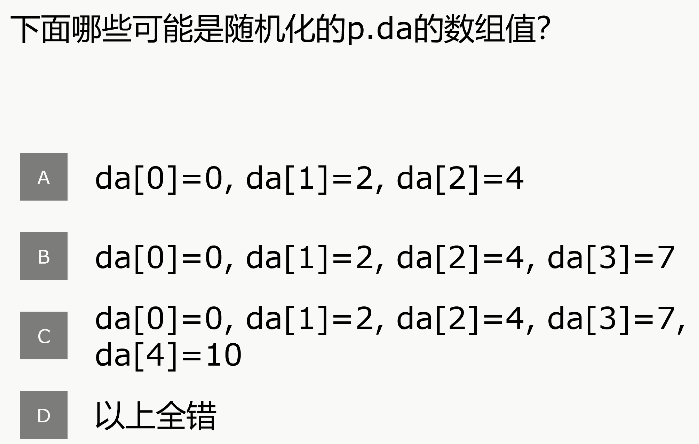 下面哪些可能是随机化的p.da的数组值？
A
da[0]=0, da[1]=2, da[2]=4
B
da[0]=0, da[1]=2, da[2]=4, da[3]=7
C
da[0]=0, da[1]=2, da[2]=4, da[3]=7,
da[4]=10
D
以上全错